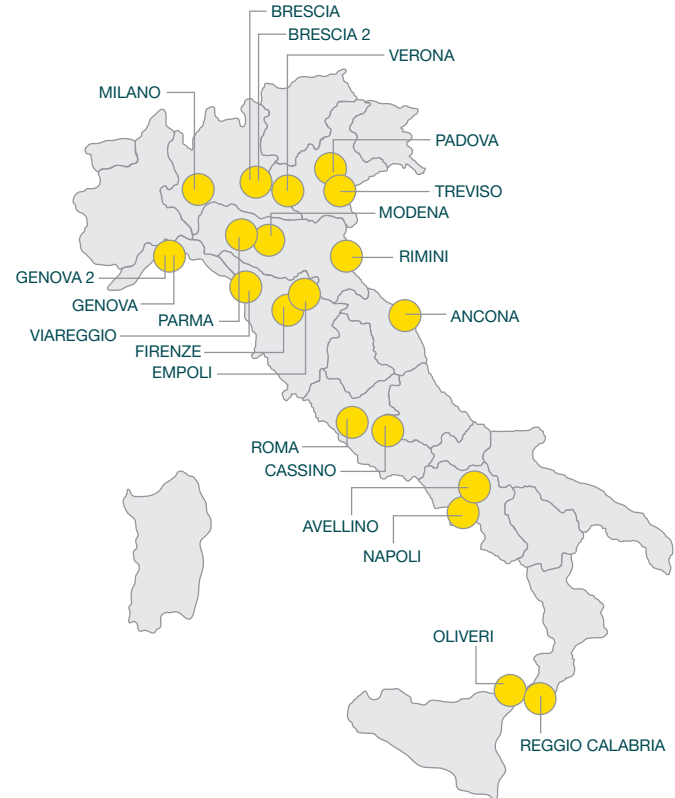 BRESCIA
BRESCIA 2
VERONA
MILANO
PADOVA
TREVISO
MODENA
RIMINI
GENOVA 2
GENOVA
PARMA
ANCONA
VIAREGGIO
FIRENZE
EMPOLI
ROMA
CASSINO
AVELLINO
NAPOLI
OLIVERI
REGGIO CALABRIA